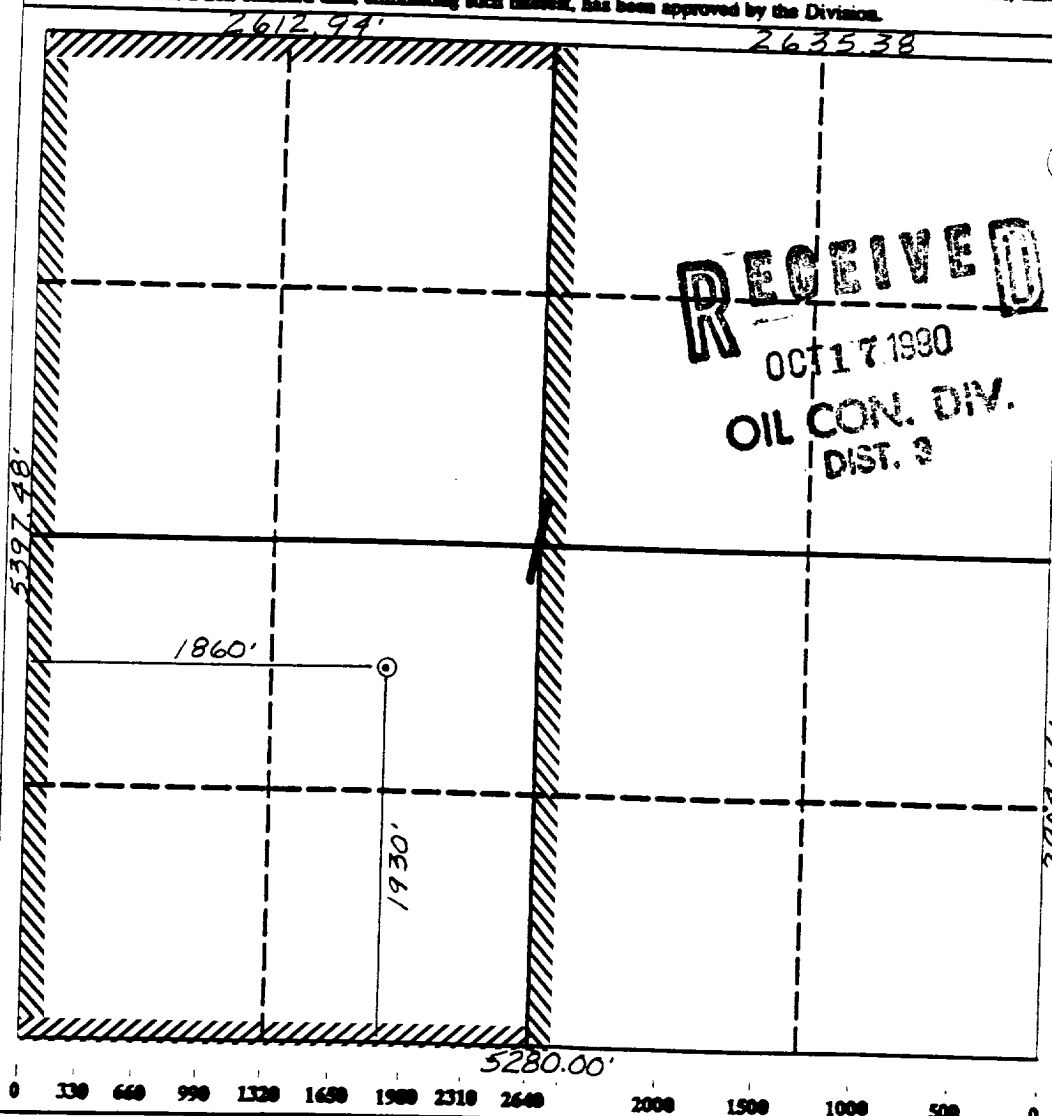 such interest, has been approved by the Division.
2612.94'
2635.38
RECEIVED
OCT 17 1990
OIL CON. DIV.
DIST. 3
5397.48'
1860'
1930'
5280.00'
0 330 660 990 1320 1650 1980 2310 2640 2000 1500 1000 500 0